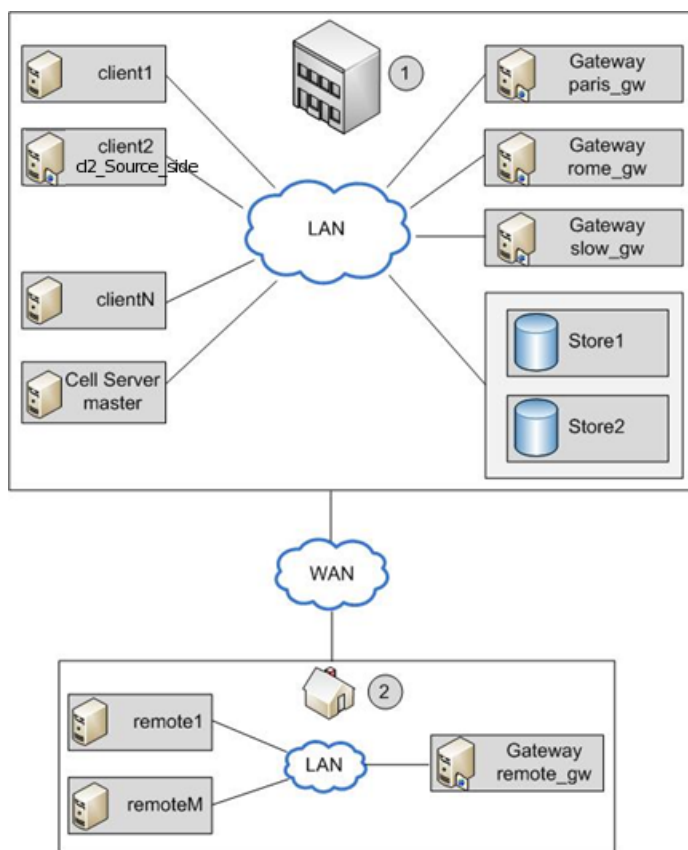 client1
1
Gateway
paris_gw
client2
cl2_Source_side
Gateway
rome_gw
LAN
Gateway
slow_gw
clientN
Store1
Cell Server
master
Store2
WAN
2
remote1
LAN
Gateway
remote_gw
remoteM